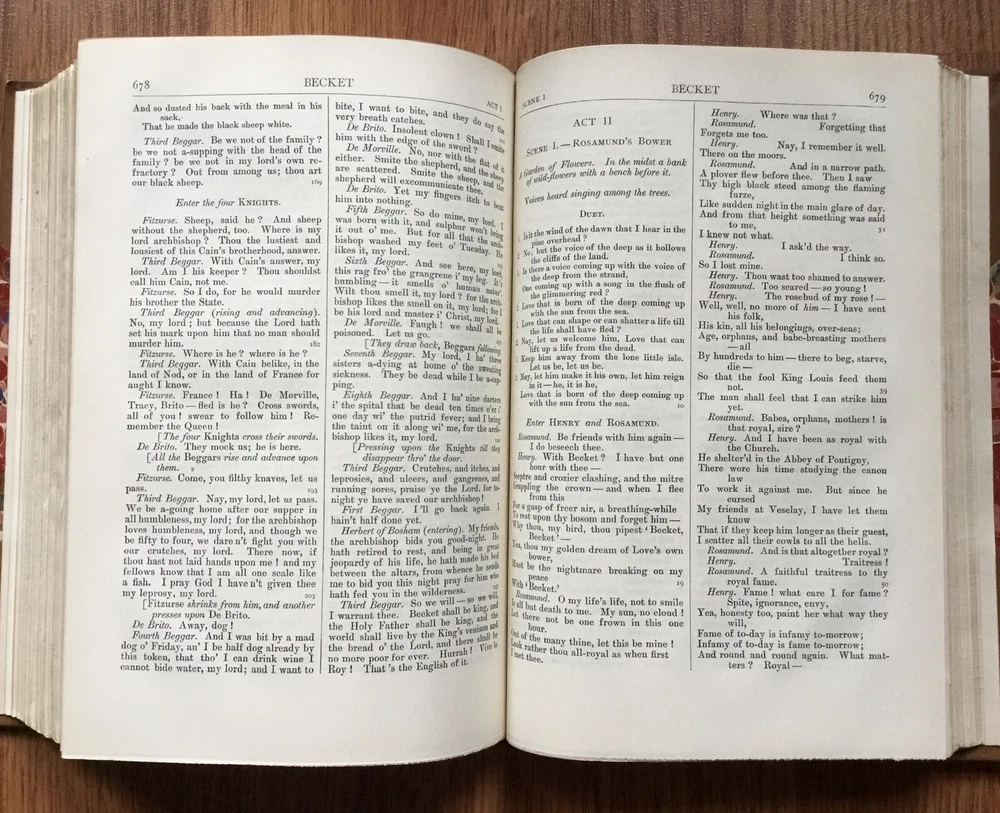 678
BECKET
ACT I
And so dusted his back with the meal in his
sack,
That he made the black sheep white.
Third Beggar. Be we not of the family ?
be we not a-supping with the head of the
family ? be we not in my lord's own re-
fractory ? Out from among us; thou art
our black sheep. 169
Enter the four KNIGHTS.
Fitzurse. Sheep, said he ? And sheep
without the shepherd, too. Where is my
lord archbishop ? Thou the lustiest and
lousiest of this Cain's brotherhood, answer.
Third Beggar. With Cain's answer, my
lord. Am I his keeper ? Thou shouldst
call him Cain, not me.
Fitzurse. So I do, for he would murder
his brother the State.
Third Beggar (rising and advancing).
No, my lord ; but because the Lord hath
set his mark upon him that no man should
murder him. 182
Fitzurse. Where is he ? where is he ?
Third Beggar. With Cain belike, in the
land of Nod, or in the land of France for
aught I know.
Fitzurse. France ! Ha ! De Morville,
Tracy, Brito — fled is he ? Cross swords,
all of you ! swear to follow him ! Re-
member the Queen !
[The four Knights cross their swords.
De Brito. They mock us; he is here.
[All the Beggars rise and advance upon
them.
Fitzurse. Come, you filthy knaves, let us
pass. 193
Third Beggar. Nay, my lord, let us pass.
We be a-going home after our supper in
all humbleness, my lord; for the archbishop
loves humbleness, my lord, and though we
be fifty to four, we daren't fight you with
our crutches, my lord. There now, if
thou hast not laid hands upon me ! and my
fellows know that I am all one scale like
a fish. I pray God I haven't given thee
my leprosy, my lord. 203
[Fitzurse shrinks from him, and another
presses upon De Brito.
De Brito. Away, dog !
Fourth Beggar. And I was bit by a mad
dog o' Friday, an' I be half dog already by
this token, that tho' I can drink wine I
cannot bide water, my lord; and I want to
bite, I want to bite, and they do say the
very breath catches.
De Brito. Insolent clown ! Shall I smite
him with the edge of the sword ?
De Morville. No, nor with the flat of it
either. Smite the shepherd, and the sheep
are scattered. Smite the sheep, and the
shepherd will excommunicate thee.
De Brito. Yet my fingers itch to beat
him into nothing.
Fifth Beggar. So do mine, my lord. I
was born with it, and sulphur won't bring
it out o' me. But for all that the arch-
bishop washed my feet o' Tuesday. He
likes it, my lord.
Sixth Beggar. And see here, my lord,
this rag fro' the grangrene i' my leg. It's
humbling — it smells o' human natur'
Wilt thou smell it, my lord ? for the arch-
bishop likes the smell on it, my lord; for I
be his lord and master i' Christ, my lord.
De Morville. Faugh ! we shall all be
poisoned. Let us go.
[They draw back, Beggars following.
Seventh Beggar. My lord, I ha' three
sisters a-dying at home o' the sweating
sickness. They be dead while I be a-sup-
ping.
Eighth Beggar. And I ha' nine darters
i' the spital that be dead ten times o'er i'
one day wi' the putrid fever; and I bring
the taint on it along wi' me, for the arch-
bishop likes it, my lord.
[Pressing upon the Knights till they
disappear thro' the door.
Third Beggar. Crutches, and itches, and
leprosies, and ulcers, and gangrenes, and
running sores, praise ye the Lord, for to-
night ye have saved our archbishop !
First Beggar. I'll go back again. I
hain't half done yet.
Herbert of Bosham (entering). My friends,
the archbishop bids you good-night. He
hath retired to rest, and being in great
jeopardy of his life, he hath made his bed
between the altars, from whence he sends
me to bid you this night pray for him who
hath fed you in the wilderness.
Third Beggar. So we will — so we will,
I warrant thee. Becket shall be king, and
the Holy Father shall be king, and the
world shall live by the King's venison and
the bread o' the Lord, and there shall be
no more poor for ever. Hurrah ! Vive le
Roy ! That's the English of it.
SCENE I
BECKET
679
ACT II
SCENE I. — ROSAMUND'S BOWER
A Garden of Flowers. In the midst a bank
of wild-flowers with a bench before it.
Voices heard singing among the trees.
DUET.
1. Is it the wind of the dawn that I hear in the
pine overhead ?
2. No; but the voice of the deep as it hollows
the cliffs of the land.
1. Is there a voice coming up with the voice of
the deep from the strand,
One coming up with a song in the flush of
the glimmering red ?
2. Love that is born of the deep coming up
with the sun from the sea.
1. Love that can shape or can shatter a life till
the life shall have fled ?
2. Nay, let us welcome him, Love that can
lift up a life from the dead.
1. Keep him away from the lone little isle.
Let us be, let us be.
2. Nay, let him make it his own, let him reign
in it — he, it is he,
Love that is born of the deep coming up
with the sun from the sea. 10
Enter HENRY and ROSAMUND.
Rosamund. Be friends with him again —
I do beseech thee.
Henry. With Becket ? I have but one
hour with thee —
Sceptre and crozier clashing, and the mitre
Grappling the crown — and when I flee
from this
For a gasp of freer air, a breathing-while
To rest upon thy bosom and forget him —
Why thou, my bird, thou pipest ' Becket,
Becket ' —
Yea, thou my golden dream of Love's own
bower,
Must be the nightmare breaking on my
peace 19
With ' Becket.'
Rosamund. O my life's life, not to smile
Is all but death to me. My sun, no cloud !
Let there not be one frown in this one
hour.
Out of the many thine, let this be mine !
Look rather thou all-royal as when first
I met thee.
Henry. Where was that ?
Rosamund. Forgetting that
Forgets me too.
Henry. Nay, I remember it well.
There on the moors.
Rosamund. And in a narrow path.
A plover flew before thee. Then I saw
Thy high black steed among the flaming
furze,
Like sudden night in the main glare of day.
And from that height something was said
to me, 31
I knew not what.
Henry. I ask'd the way.
Rosamund. I think so.
So I lost mine.
Henry. Thou wast too shamed to answer.
Rosamund. Too scared — so young !
Henry. The rosebud of my rose ! —
Well, well, no more of him — I have sent
his folk,
His kin, all his belongings, over-seas;
Age, orphans, and babe-breasting mothers
— all
By hundreds to him — there to beg, starve,
die —
So that the fool King Louis feed them
not. 39
The man shall feel that I can strike him
yet.
Rosamund. Babes, orphans, mothers ! is
that royal, sire ?
Henry. And I have been as royal with
the Church.
He shelter'd in the Abbey of Pontigny,
There wore his time studying the canon
law
To work it against me. But since he
cursed
My friends at Veselay, I have let them
know
That if they keep him longer as their guest,
I scatter all their cowls to all the hells.
Rosamund. And is that altogether royal ?
Henry. Traitress !
Rosamund. A faithful traitress to thy
royal fame. 50
Henry. Fame ! what care I for fame ?
Spite, ignorance, envy,
Yea, honesty too, paint her what way they
will,
Fame of to-day is infamy to-morrow;
Infamy of to-day is fame to-morrow;
And round and round again. What mat-
ters ? Royal —